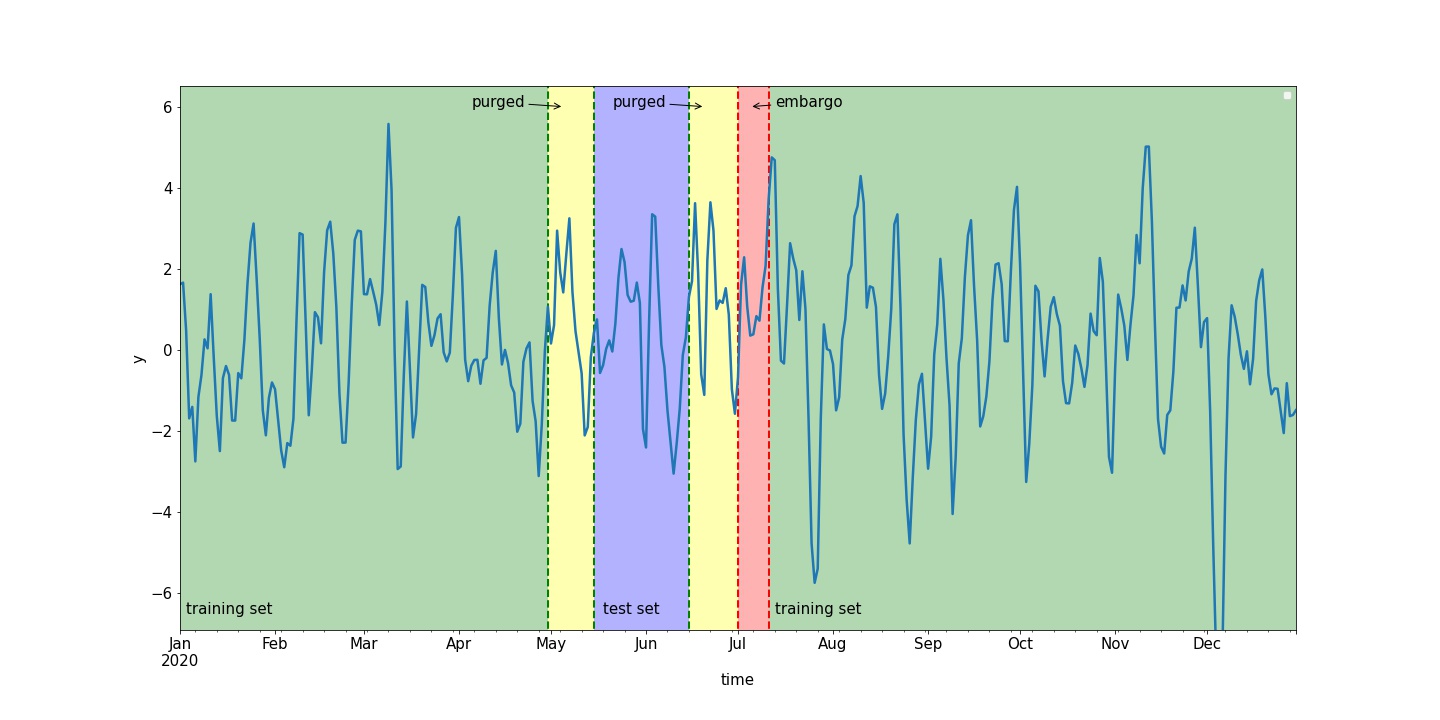 purged purged embargo
6
4
2
0
−2
−4
−6
y
training set test set training set
Jan Feb Mar Apr May Jun Jul Aug Sep Oct Nov Dec
2020
time